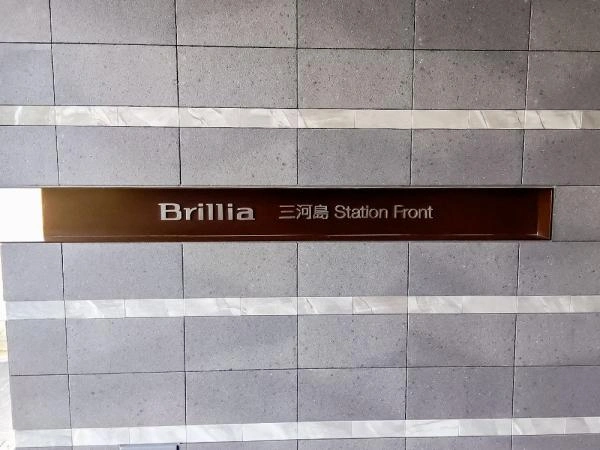 Brillia 三河島 Station Front